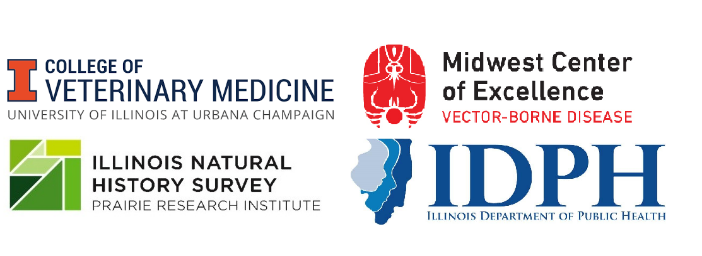 COLLEGE OF
VETERINARY MEDICINE
UNIVERSITY OF ILLINOIS AT URBANA CHAMPAIGN
Midwest Center
of Excellence
VECTOR-BORNE DISEASE
ILLINOIS NATURAL
HISTORY SURVEY
PRAIRIE RESEARCH INSTITUTE
IDPH
ILLINOIS DEPARTMENT OF PUBLIC HEALTH